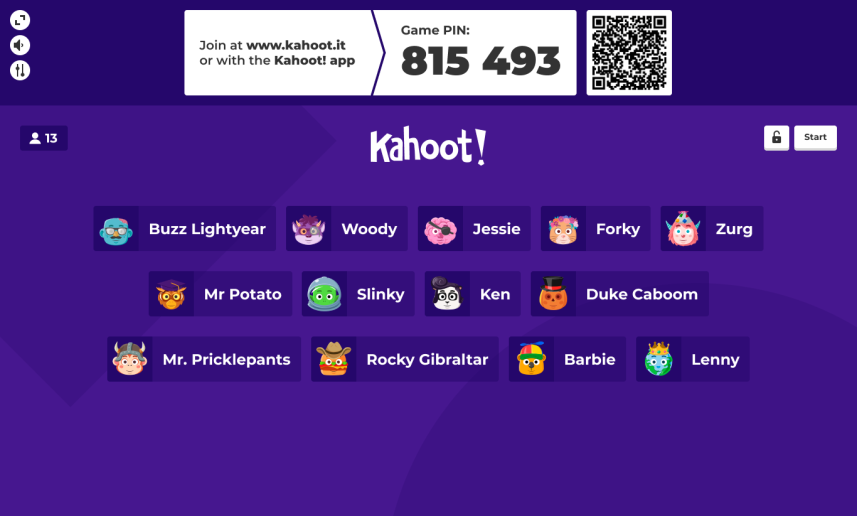 Join at www.kahoot.it
or with the Kahoot! app
Game PIN:
815 493
13
Kahoot!
Start
Buzz Lightyear
Woody
Jessie
Forky
Zurg
Mr Potato
Slinky
Ken
Duke Caboom
Mr. Pricklepants
Rocky Gibraltar
Barbie
Lenny